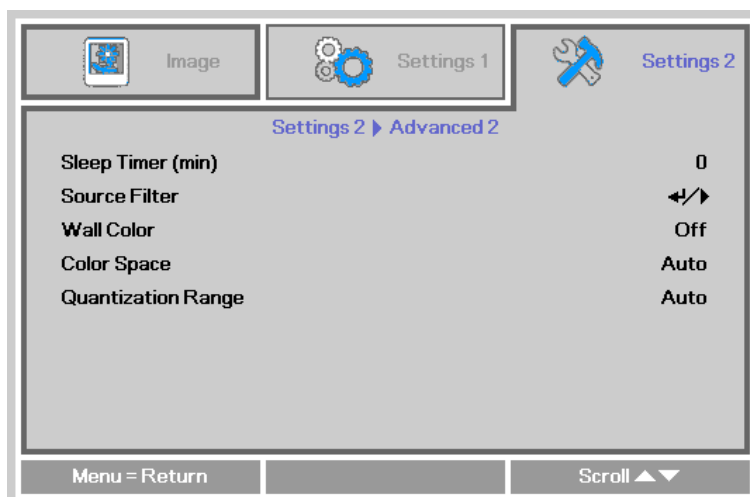 Image
Settings 1
Settings 2
Settings 2 ▶ Advanced 2
Sleep Timer (min) 0
Source Filter ↵/▶
Wall Color Off
Color Space Auto
Quantization Range Auto
Menu = Return
Scroll ▲▼